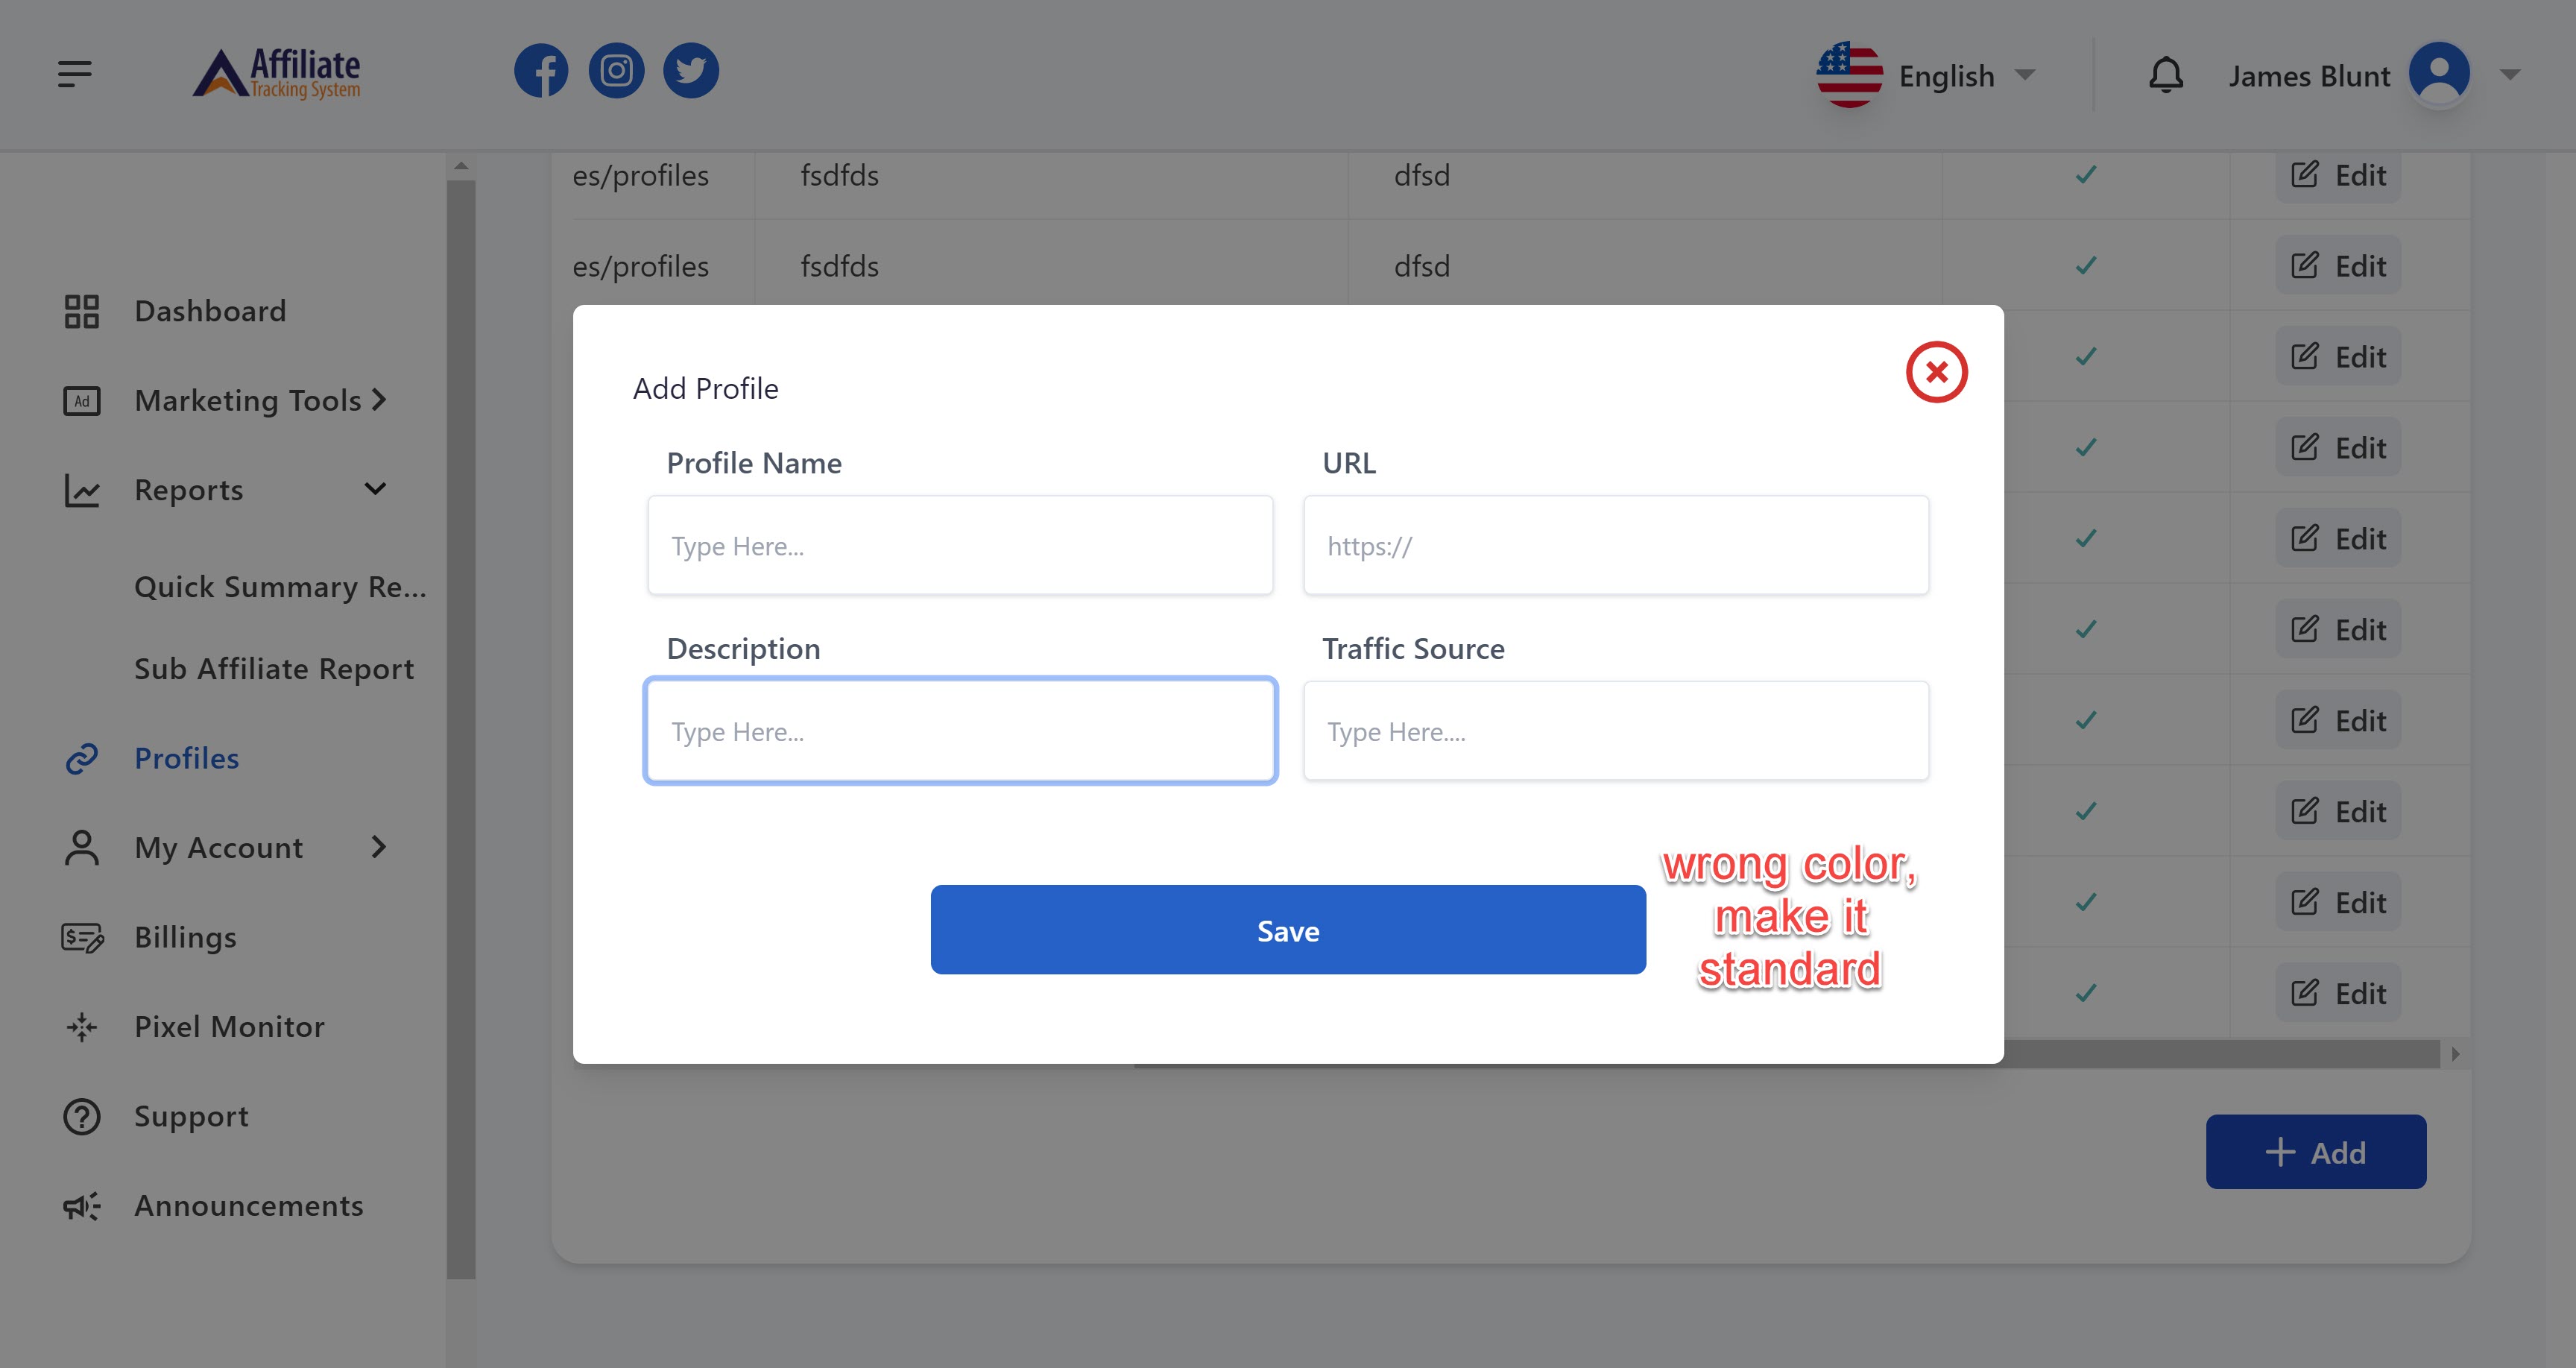 Affiliate
Tracking System
English
James Blunt
es/profiles fsdfds dfsd Edit
es/profiles fsdfds dfsd Edit
Dashboard
Ad Marketing Tools
Reports
Quick Summary Re...
Sub Affiliate Report
Profiles
My Account
Billings
Pixel Monitor
Support
Announcements
Add Profile
Profile Name URL
Type Here... https://
Description Traffic Source
Type Here... Type Here....
Save
wrong color,
make it
standard
Edit
Edit
Edit
Edit
Edit
Edit
Edit
Edit
Add